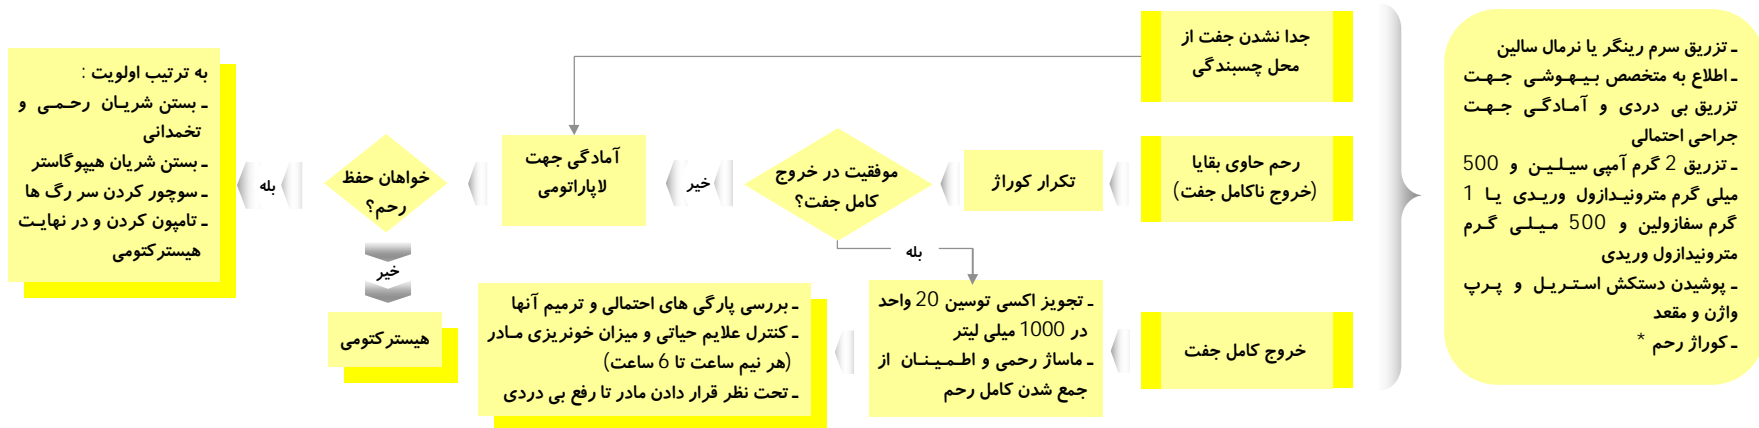 ـ تزریق سرم رینگر یا نرمال سالین
ـ اطلاع به متخصص بیهوشی جهت
تزریق بی دردی و آمادگی جهت
جراحی احتمالی
ـ تزریق 2 گرم آمپی سیلین و 500
میلی گرم مترونیدازول وریدی یا 1
گرم سفازولین و 500 میلی گرم
مترونیدازول وریدی
ـ پوشیدن دستکش استریل و پرپ
واژن و مقعد
ـ کوراژ رحم *
جدا نشدن جفت از
محل چسبندگی
رحم حاوی بقایا
(خروج ناکامل جفت)
خروج کامل جفت
تکرار کوراژ
موفقیت در خروج
کامل جفت؟
خیر
بله
آمادگی جهت
لاپاراتومی
خواهان حفظ
رحم؟
بله
خیر
هیسترکتومی
به ترتیب اولویت :
ـ بستن شریان رحمی و
تخمدانی
ـ بستن شریان هیپوگاستر
ـ سوچور کردن سر رگ ها
ـ تامپون کردن و در نهایت
هیسترکتومی
ـ تجویز اکسی توسین 20 واحد
در 1000 میلی لیتر
ـ ماساژ رحمی و اطمینان از
جمع شدن کامل رحم
ـ بررسی پارگی های احتمالی و ترمیم آنها
ـ کنترل علایم حیاتی و میزان خونریزی مادر
(هر نیم ساعت تا 6 ساعت)
ـ تحت نظر قرار دادن مادر تا رفع بی دردی